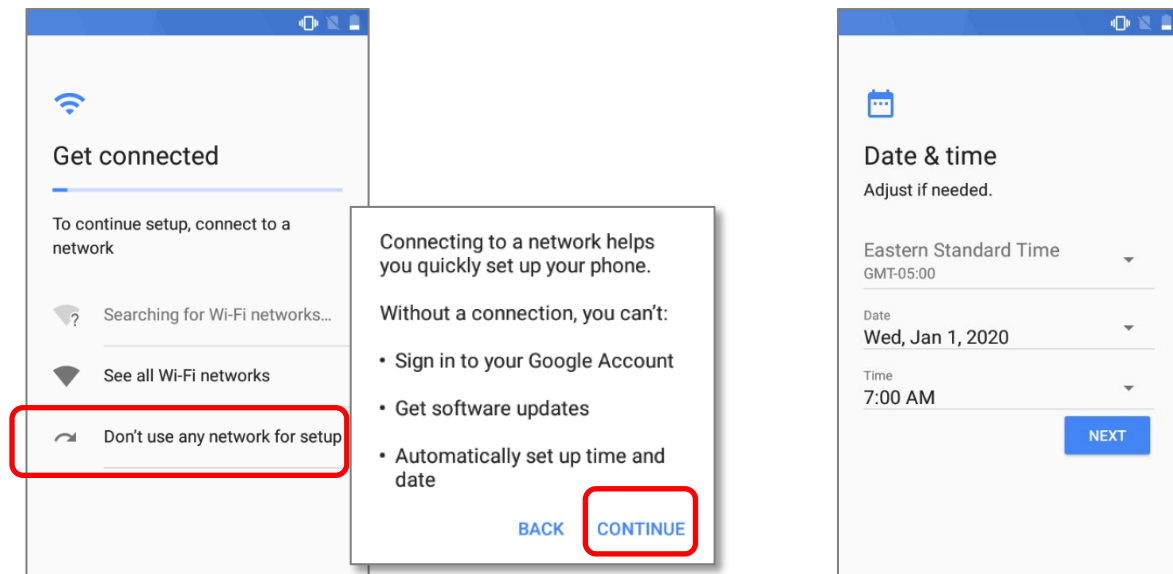 Get connected
To continue setup, connect to a
network
Searching for Wi-Fi networks...
See all Wi-Fi networks
Don't use any network for setup
Connecting to a network helps
you quickly set up your phone.
Without a connection, you can't:
• Sign in to your Google Account
• Get software updates
• Automatically set up time and
date
BACK CONTINUE
Date & time
Adjust if needed.
Eastern Standard Time
GMT-05:00
Date
Wed, Jan 1, 2020
Time
7:00 AM
NEXT